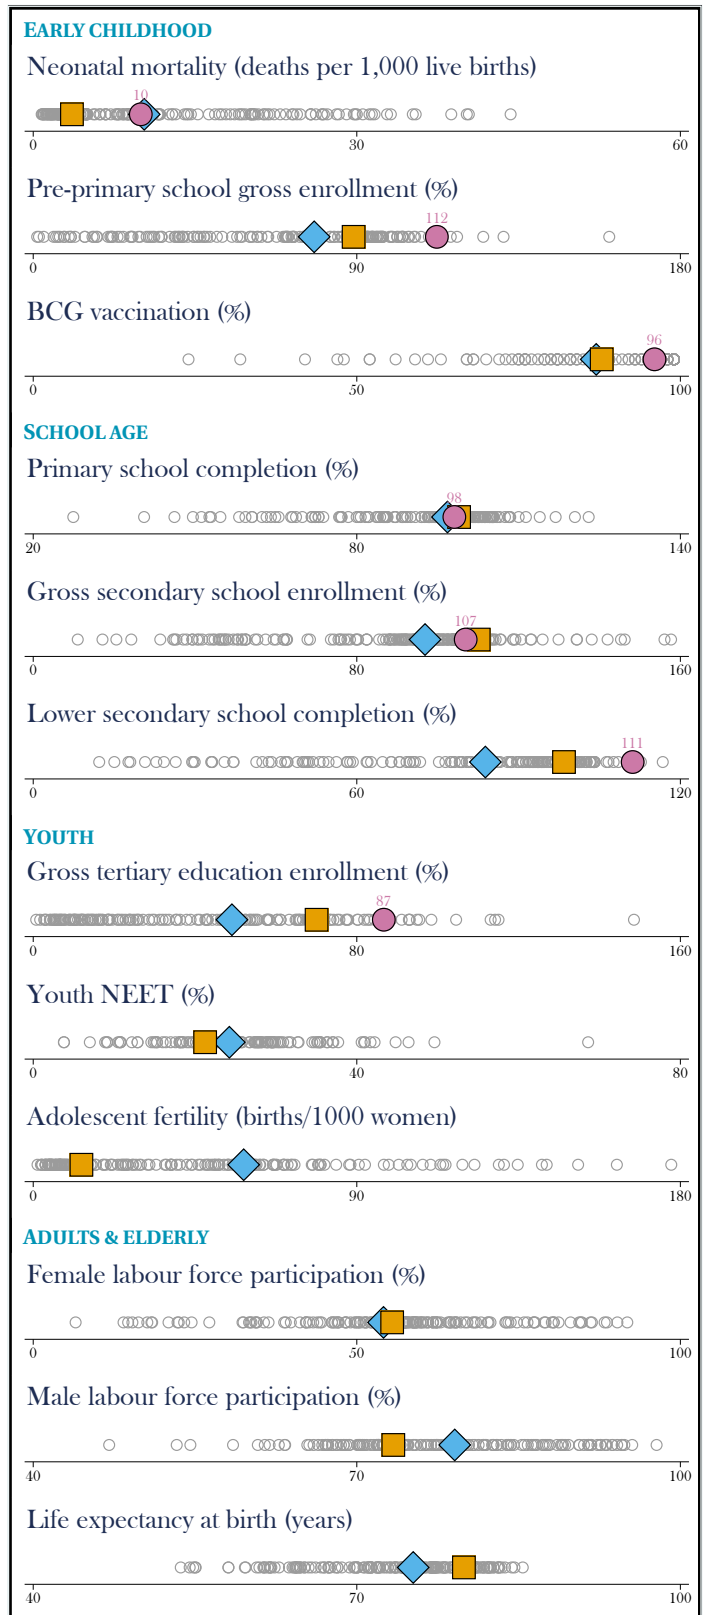 EARLY CHILDHOOD
Neonatal mortality (deaths per 1,000 live births)
10
0 30 60
Pre-primary school gross enrollment (%)
112
0 90 180
BCG vaccination (%)
96
0 50 100
SCHOOL AGE
Primary school completion (%)
98
20 80 140
Gross secondary school enrollment (%)
107
0 80 160
Lower secondary school completion (%)
111
0 60 120
YOUTH
Gross tertiary education enrollment (%)
87
0 80 160
Youth NEET (%)
0 40 80
Adolescent fertility (births/1000 women)
0 90 180
ADULTS & ELDERLY
Female labour force participation (%)
0 50 100
Male labour force participation (%)
40 70 100
Life expectancy at birth (years)
40 70 100